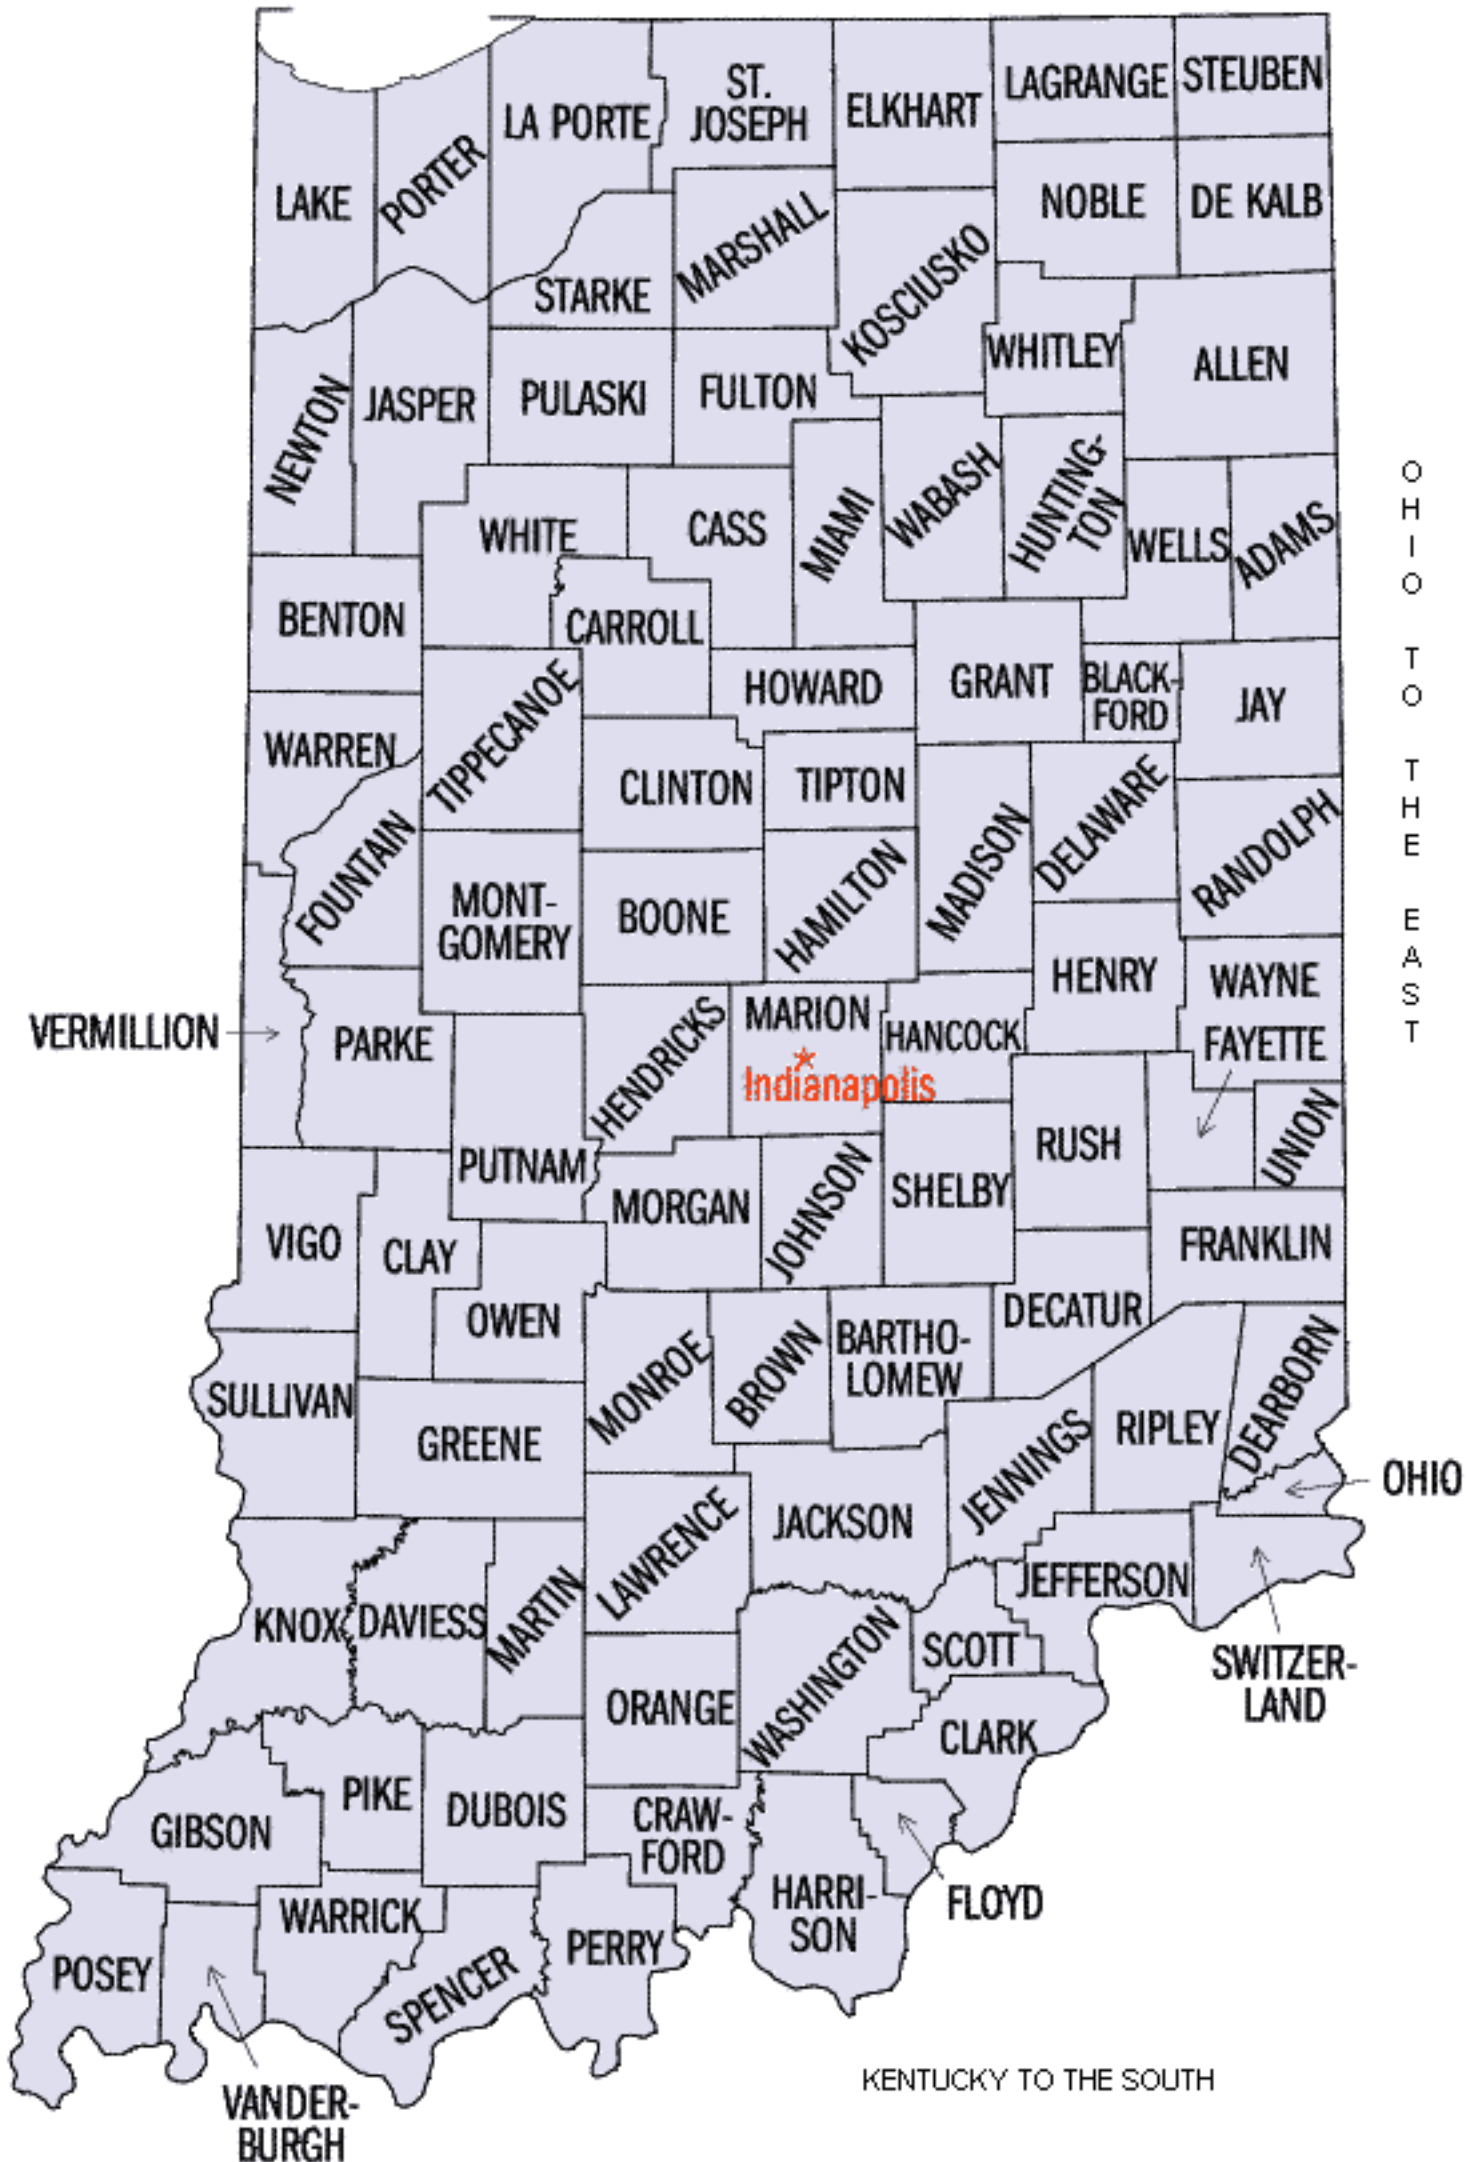 ST.
JOSEPH
LA PORTE
ELKHART
LAGRANGE
STEUBEN
LAKE
PORTER
NOBLE
DE KALB
MARSHALL
STARKE
KOSCIUSKO
WHITLEY
ALLEN
NEWTON
JASPER
PULASKI
FULTON
WHITE
CASS
MIAMI
WABASH
HUNTING-
TON
WELLS
ADAMS
OHIO TO THE EAST
BENTON
CARROLL
HOWARD
GRANT
BLACK-
FORD
JAY
WARREN
TIPPECANOE
CLINTON
TIPTON
MADISON
DELAWARE
RANDOLPH
FOUNTAIN
MONT-
GOMERY
BOONE
HAMILTON
HENRY
WAYNE
VERMILLION
PARKE
HENDRICKS
MARION
Indianapolis
HANCOCK
FAYETTE
PUTNAM
RUSH
UNION
VIGO
CLAY
MORGAN
JOHNSON
SHELBY
FRANKLIN
OWEN
DECATUR
SULLIVAN
MONROE
BROWN
BARTHO-
LOMEW
DEARBORN
GREENE
JENNINGS
RIPLEY
OHIO
LAWRENCE
JACKSON
KNOX
DAVIESS
MARTIN
JEFFERSON
SCOTT
SWITZER-
LAND
ORANGE
WASHINGTON
CLARK
GIBSON
PIKE
DUBOIS
CRAW-
FORD
HARRI-
SON
FLOYD
POSEY
WARRICK
SPENCER
PERRY
VANDER-
BURGH
KENTUCKY TO THE SOUTH